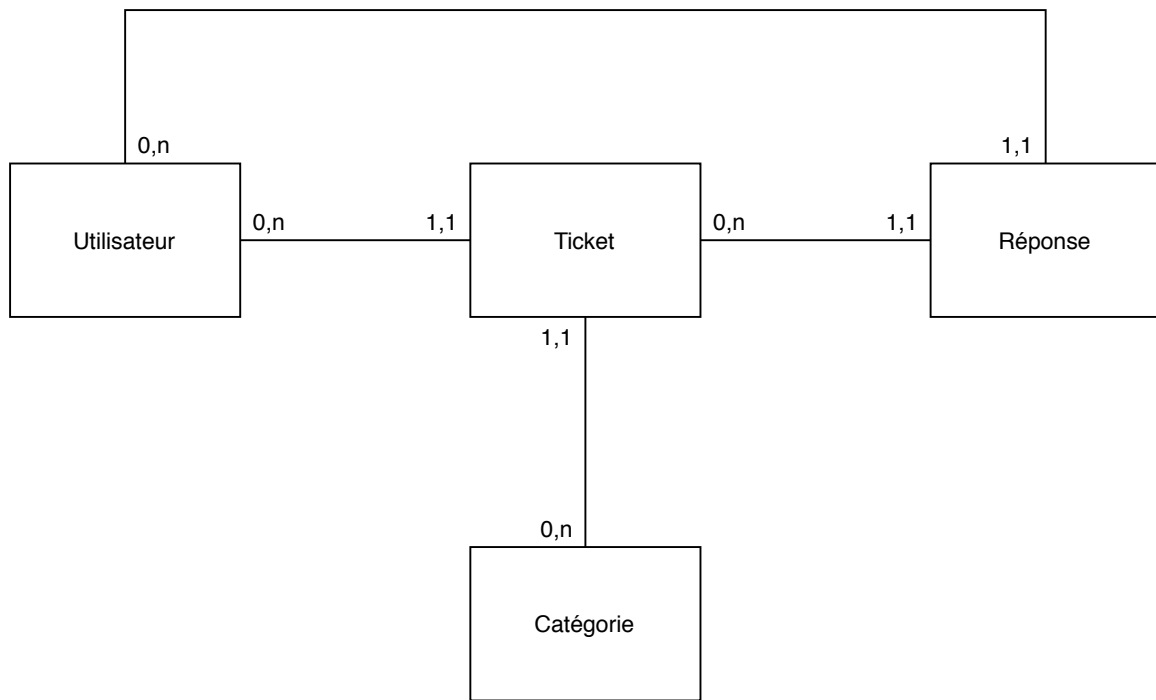 0,n
1,1
Utilisateur
0,n
1,1
Ticket
0,n
1,1
Réponse
1,1
0,n
Catégorie